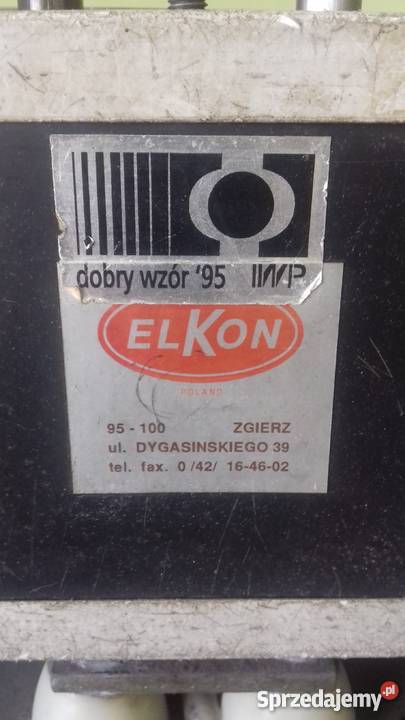 dobry wzór '95 IWP
ELKON
POLAND
95 - 100 ZGIERZ
ul. DYGASINSKIEGO 39
tel. fax. 0 /42/ 16-46-02
Sprzedajemy.pl